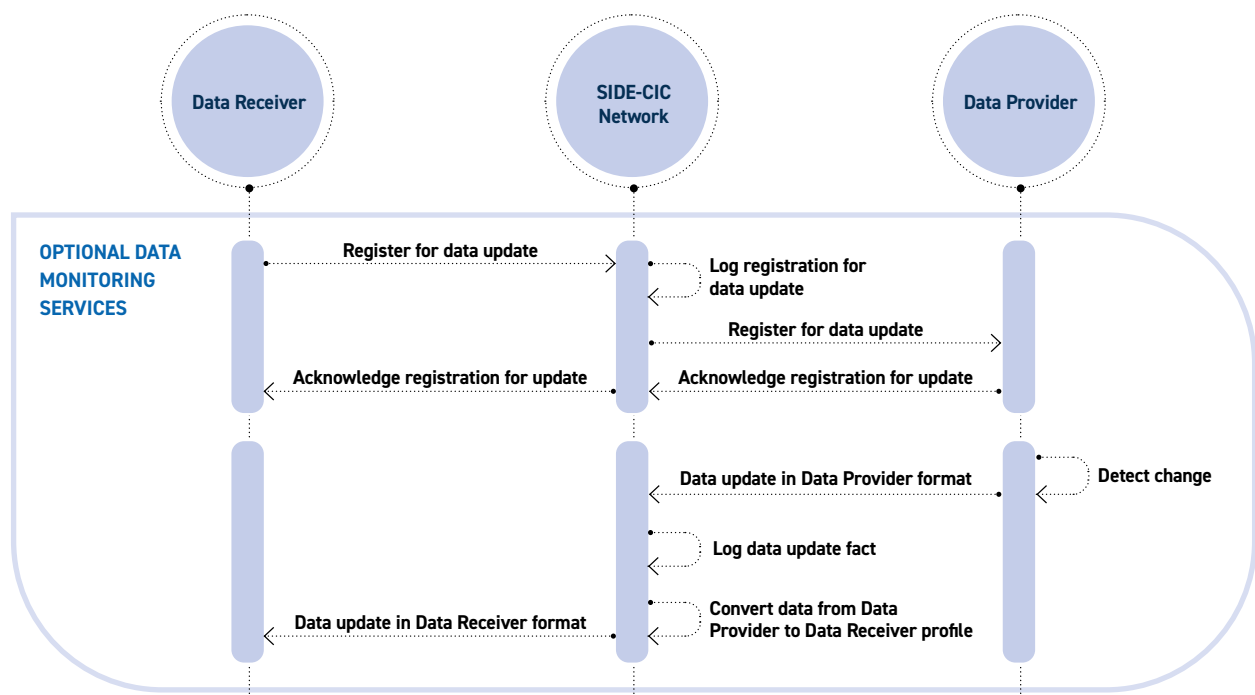 Data Receiver
SIDE-CIC
Network
Data Provider
OPTIONAL DATA
MONITORING
SERVICES
Register for data update
Log registration for
data update
Register for data update
Acknowledge registration for update
Acknowledge registration for update
Detect change
Data update in Data Provider format
Log data update fact
Convert data from Data
Provider to Data Receiver profile
Data update in Data Receiver format